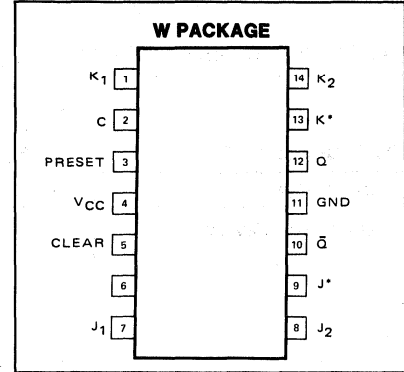 W PACKAGE
K1 1 14 K2
C 2 13 K*
PRESET 3 12 Q
VCC 4 11 GND
CLEAR 5 10 Q̄
6 9 J*
J1 7 8 J2